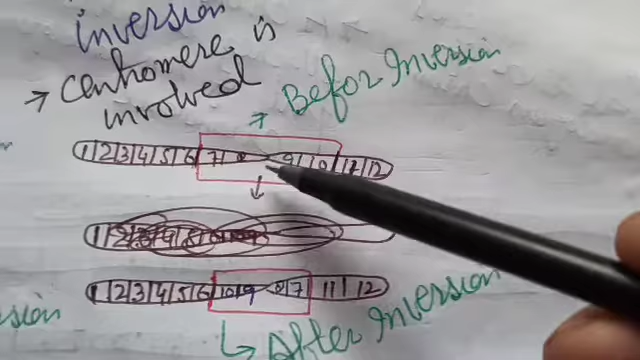 inversion
→ Centromere is
involved
→ Befor Inversion
1 2 3 4 5 6 7 8 9 10 11 12
1 2 3 4 5 6 10 9 8 7 11 12
sion
After Inversion